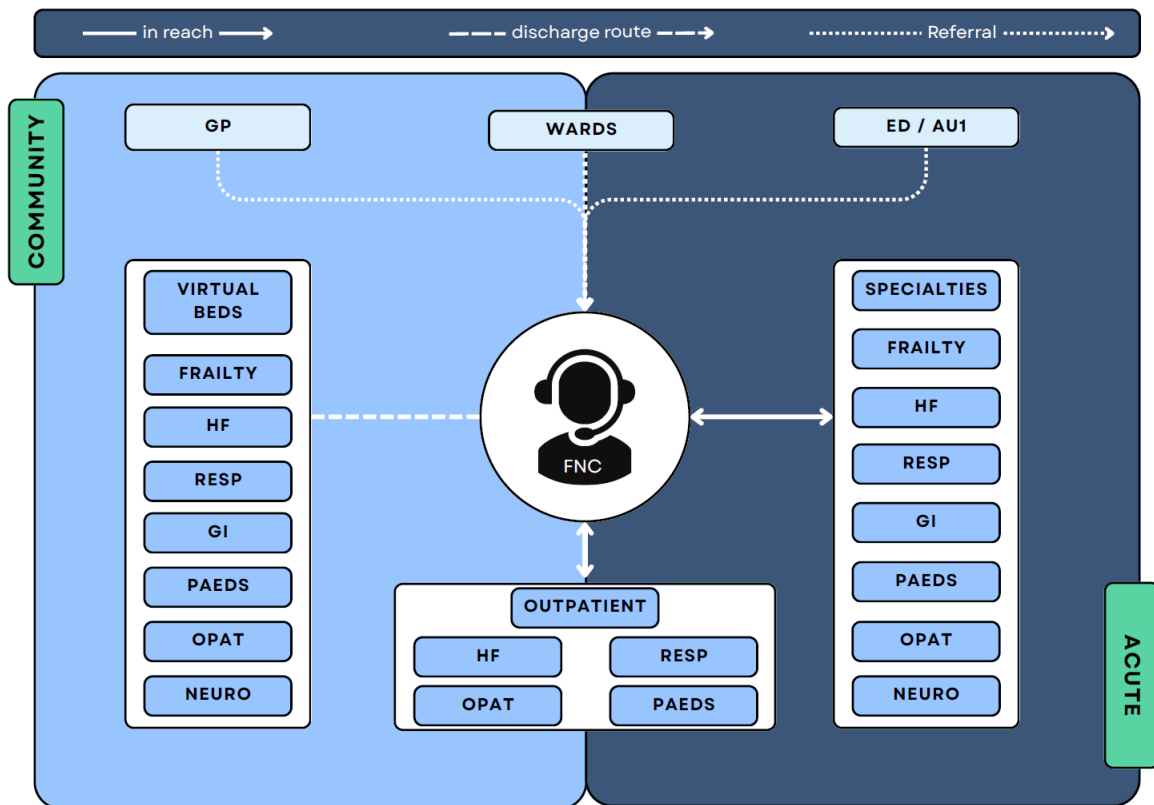 in reach
discharge route
Referral
COMMUNITY
GP
WARDS
ED / AU1
VIRTUAL
BEDS
FRAILTY
HF
RESP
GI
PAEDS
OPAT
NEURO
FNC
OUTPATIENT
HF
RESP
OPAT
PAEDS
SPECIALTIES
FRAILTY
HF
RESP
GI
PAEDS
OPAT
NEURO
ACUTE